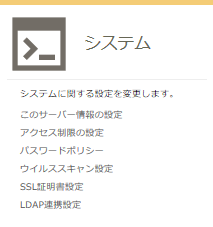 システム
システムに関する設定を変更します。
このサーバー情報の設定
アクセス制限の設定
パスワードポリシー
ウイルススキャン設定
SSL証明書設定
LDAP連携設定